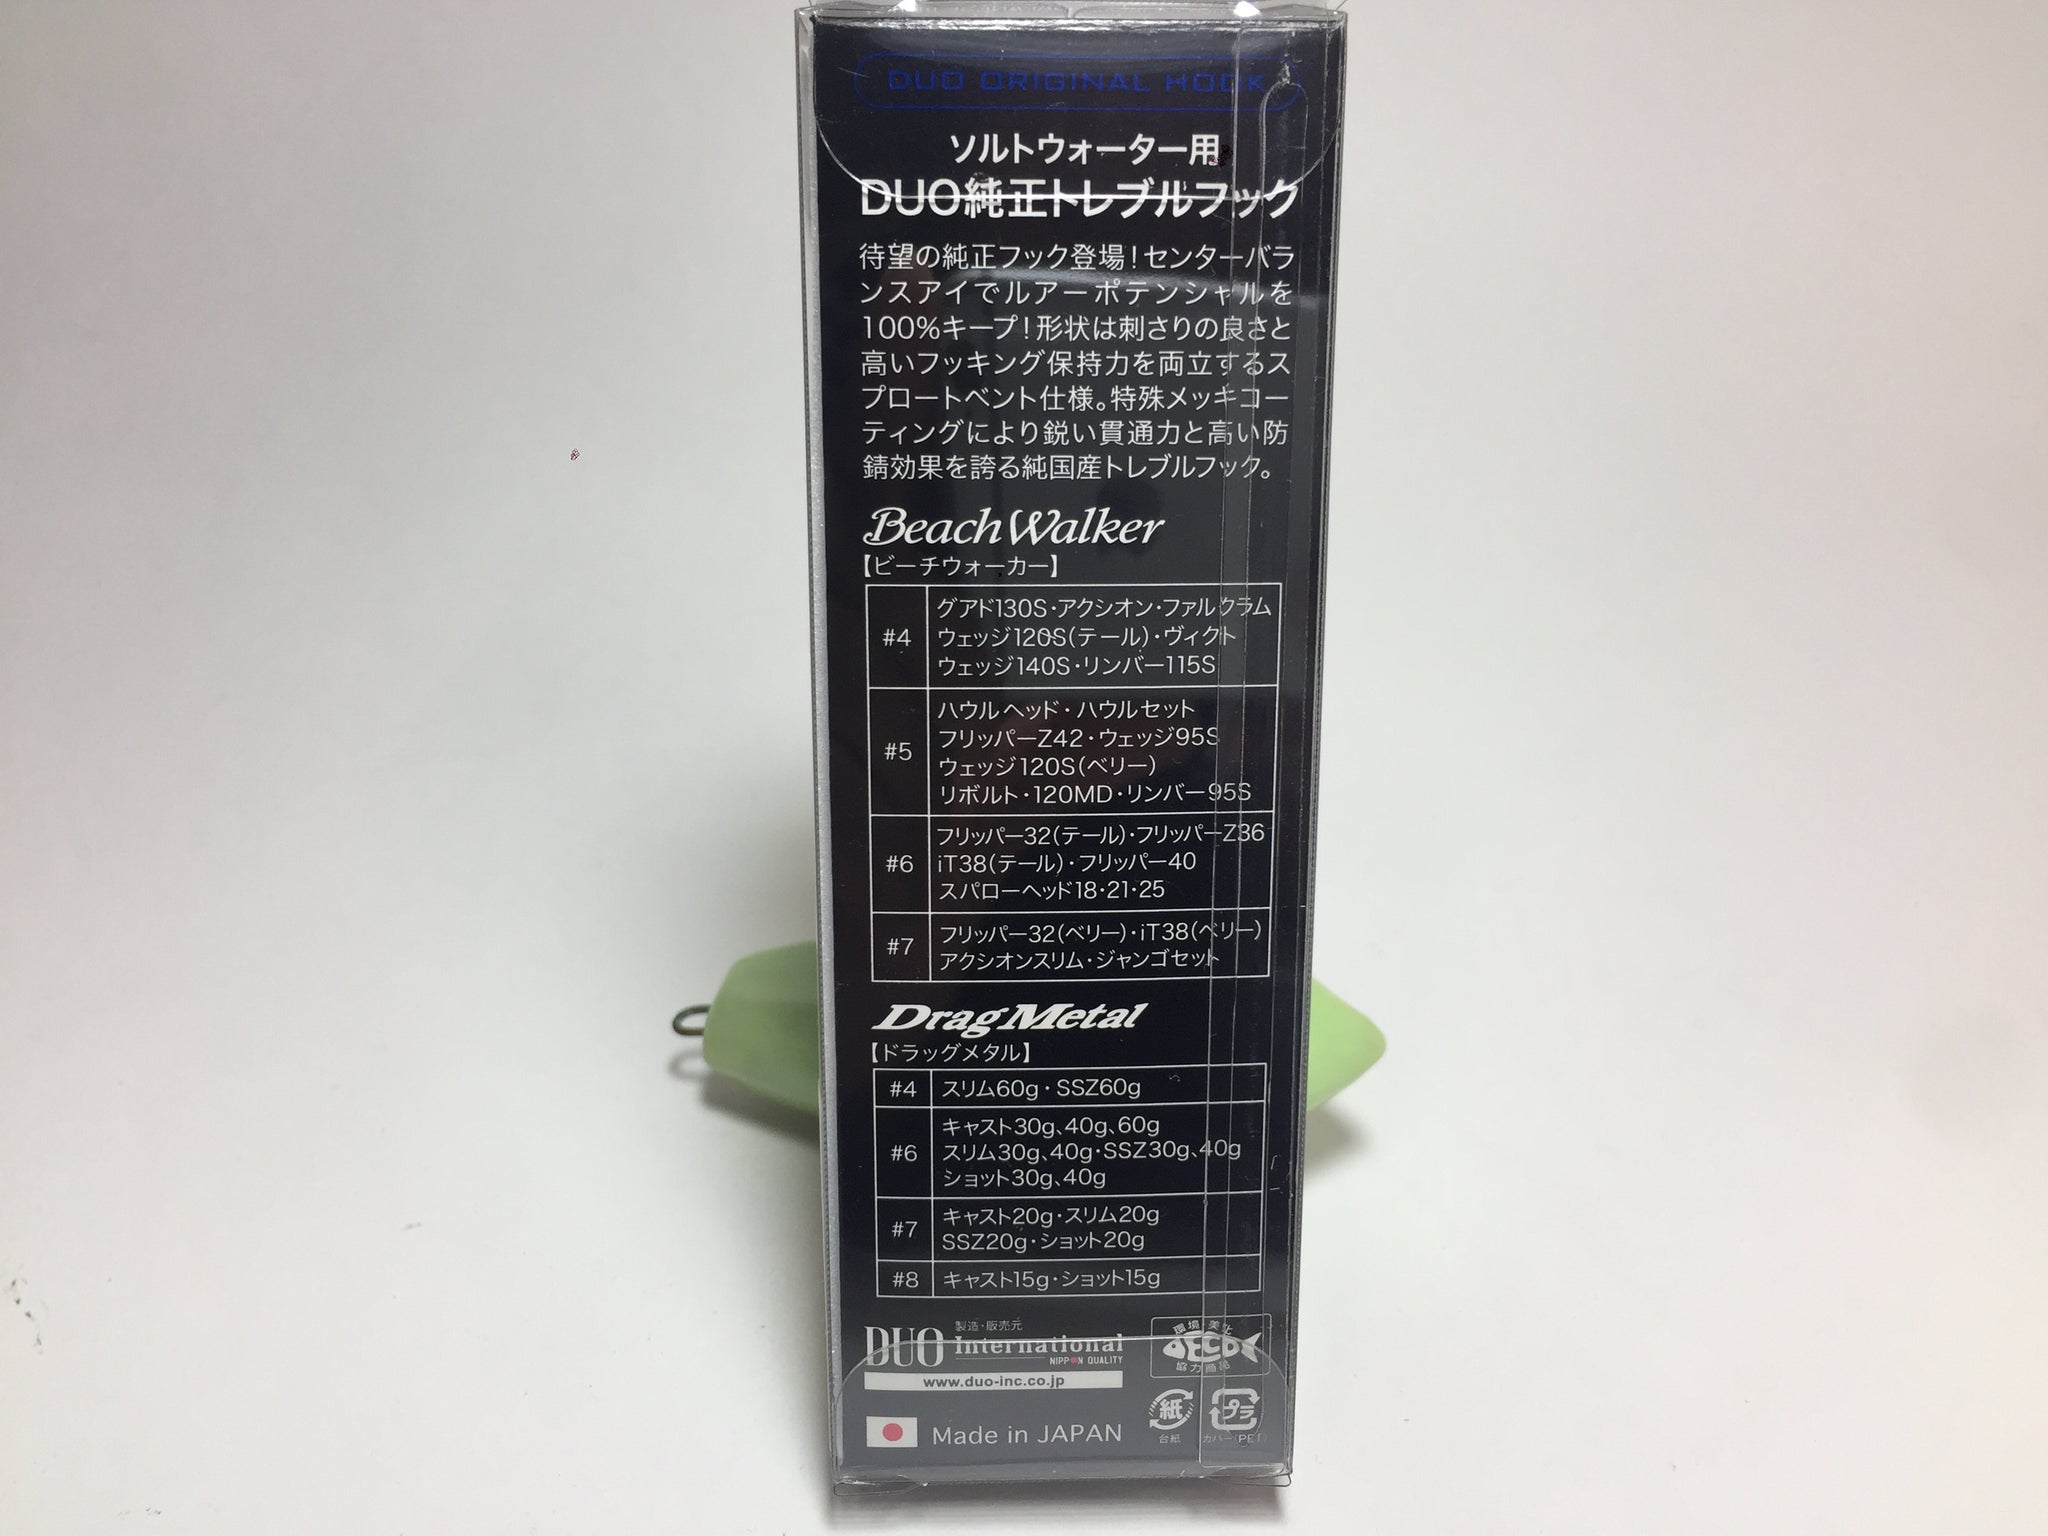 DUO ORIGINAL HOOK
ソルトウォーター用
DUO純正トレブルフック
待望の純正フック登場！センターバラ
ンスアイでルアーポテンシャルを
100%キープ！形状は刺さりの良さと
高いフッキング保持力を両立するス
プロートベント仕様。特殊メッキコー
ティングにより鋭い貫通力と高い防
錆効果を誇る純国産トレブルフック。
Beach Walker
【ビーチウォーカー】
#4
グアド130S・アクシオン・ファルクラム
ウェッジ120S(テール)・ヴィクト
ウェッジ140S・リンバー115S
#5
ハウルヘッド・ハウルセット
フリッパーZ42・ウェッジ95S
ウェッジ120S(ベリー)
リボルト・120MD・リンバー95S
#6
フリッパー32(テール)・フリッパーZ36
iT38(テール)・フリッパー40
スパローヘッド18・21・25
#7
フリッパー32(ベリー)・iT38(ベリー)
アクシオンスリム・ジャンゴセット
Drag Metal
【ドラッグメタル】
#4
スリム60g・SSZ60g
#6
キャスト30g、40g、60g
スリム30g、40g・SSZ30g、40g
ショット30g、40g
#7
キャスト20g・スリム20g
SSZ20g・ショット20g
#8
キャスト15g・ショット15g
製造・販売元
DUO International
NIPPON QUALITY
www.duo-inc.co.jp
環境・美化
ECO
協力商品
Made in JAPAN
紙
台紙
プラ
カバー(PET)